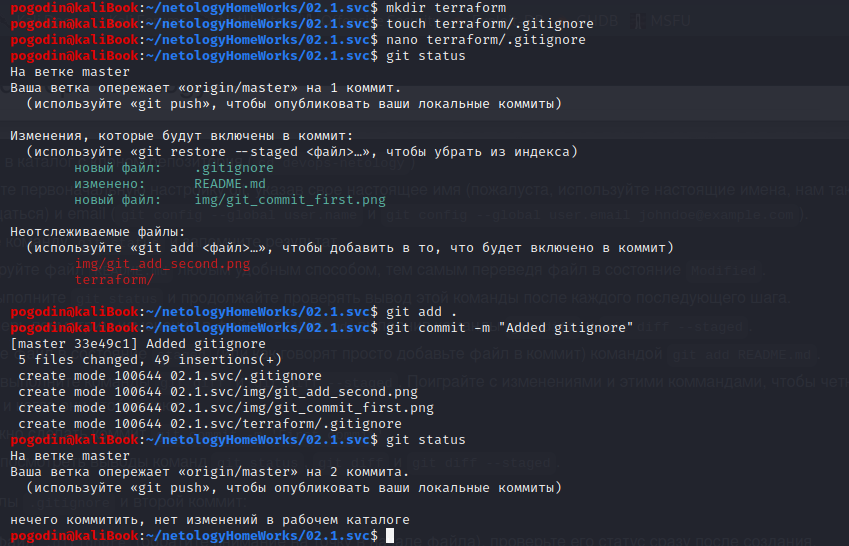 pogodin@kaliBook:~/netologyHomeWorks/02.1.svc$ mkdir terraform
pogodin@kaliBook:~/netologyHomeWorks/02.1.svc$ touch terraform/.gitignore
pogodin@kaliBook:~/netologyHomeWorks/02.1.svc$ nano terraform/.gitignore
pogodin@kaliBook:~/netologyHomeWorks/02.1.svc$ git status
На ветке master
Ваша ветка опережает «origin/master» на 1 коммит.
  (используйте «git push», чтобы опубликовать ваши локальные коммиты)

Изменения, которые будут включены в коммит:
  (используйте «git restore --staged <файл>…», чтобы убрать из индекса)
        новый файл:    .gitignore
        изменено:      README.md
        новый файл:    img/git_commit_first.png

Неотслеживаемые файлы:
  (используйте «git add <файл>…», чтобы добавить в то, что будет включено в коммит)
        img/git_add_second.png
        terraform/

pogodin@kaliBook:~/netologyHomeWorks/02.1.svc$ git add .
pogodin@kaliBook:~/netologyHomeWorks/02.1.svc$ git commit -m "Added gitignore"
[master 33e49c1] Added gitignore
 5 files changed, 49 insertions(+)
 create mode 100644 02.1.svc/.gitignore
 create mode 100644 02.1.svc/img/git_add_second.png
 create mode 100644 02.1.svc/img/git_commit_first.png
 create mode 100644 02.1.svc/terraform/.gitignore
pogodin@kaliBook:~/netologyHomeWorks/02.1.svc$ git status
На ветке master
Ваша ветка опережает «origin/master» на 2 коммита.
  (используйте «git push», чтобы опубликовать ваши локальные коммиты)

нечего коммитить, нет изменений в рабочем каталоге
pogodin@kaliBook:~/netologyHomeWorks/02.1.svc$